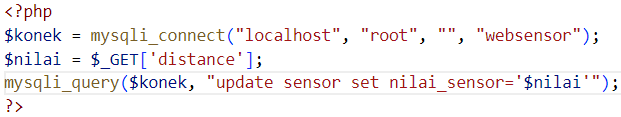 <?php
$konek = mysqli_connect("localhost", "root", "", "websensor");
$nilai = $_GET['distance'];
mysqli_query($konek, "update sensor set nilai_sensor='$nilai'");
?>